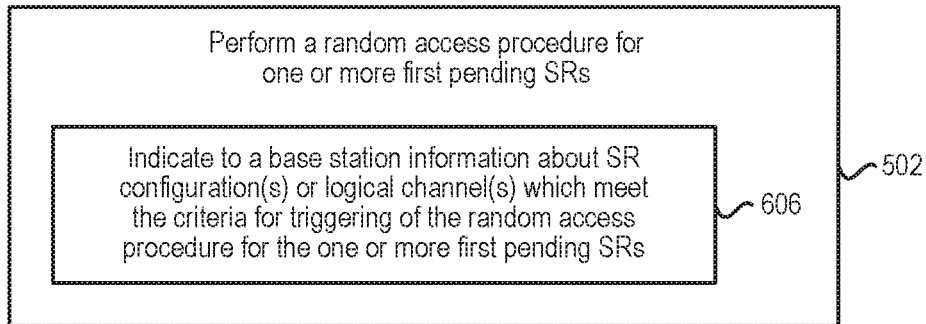 Perform a random access procedure for
one or more first pending SRs
Indicate to a base station information about SR
configuration(s) or logical channel(s) which meet
the criteria for triggering of the random access
procedure for the one or more first pending SRs
502
606